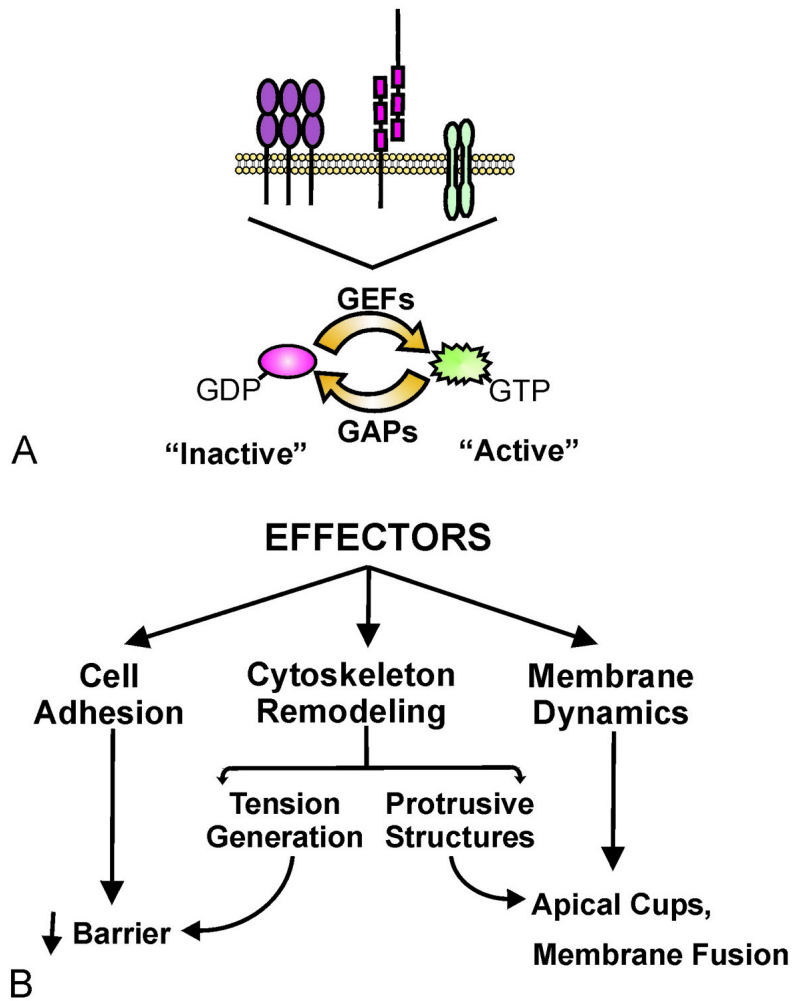 GEFs
GDP
GTP
GAPs
A
“Inactive”
“Active”
EFFECTORS
Cell
Adhesion
Cytoskeleton
Remodeling
Membrane
Dynamics
Tension
Generation
Protrusive
Structures
Barrier
Apical Cups,
Membrane Fusion
B